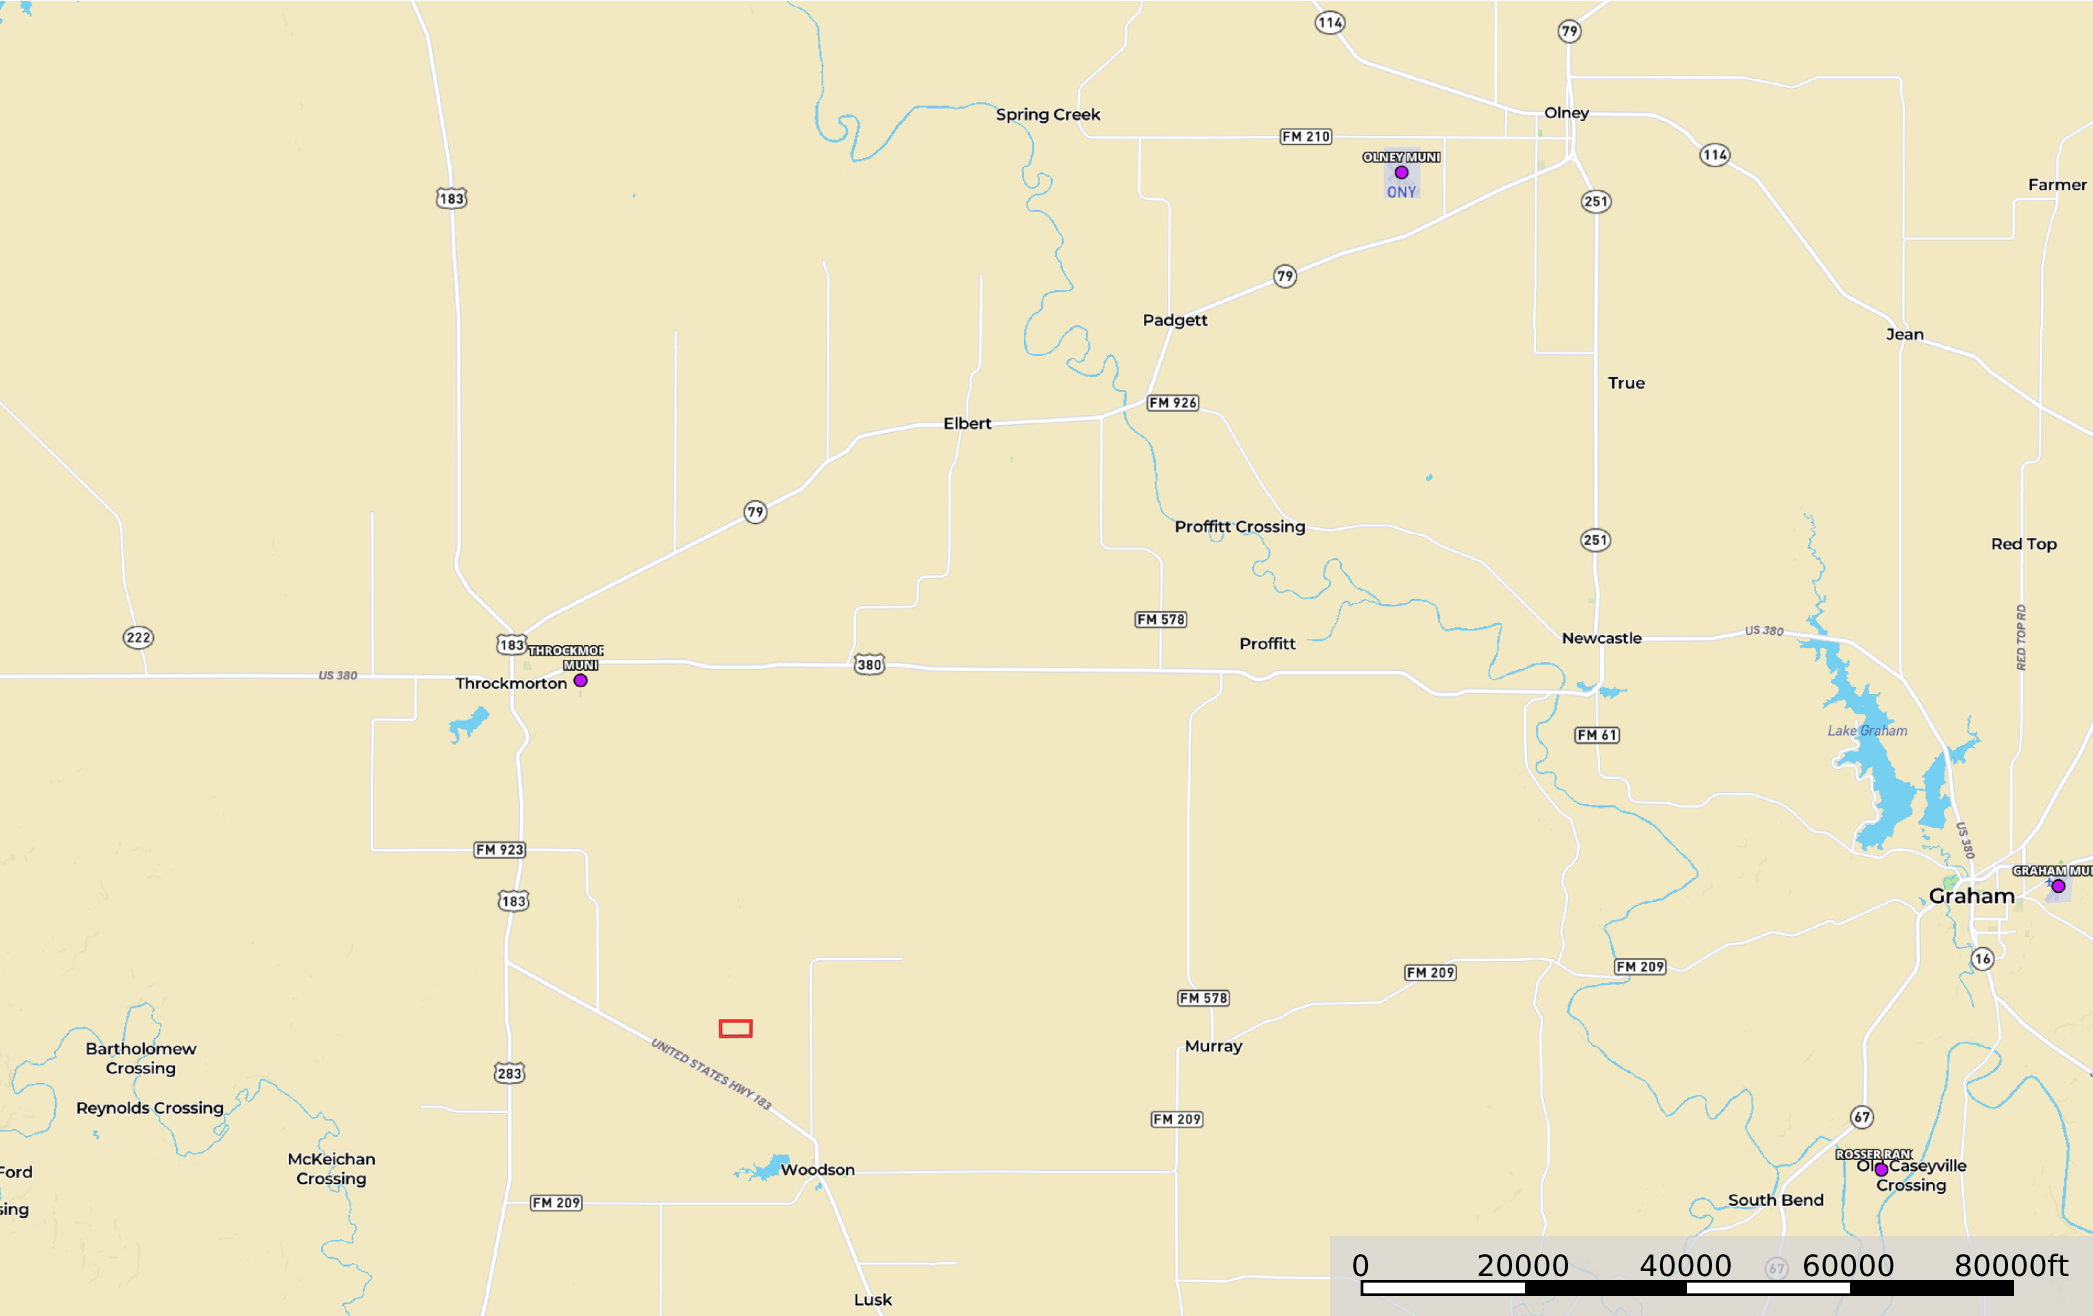 114
79
Spring Creek
Olney
FM 210
114
OLNEY MUNI
ONY
Farmer
183
251
79
Padgett
Jean
True
FM 926
Elbert
79
Proffitt Crossing
251
Red Top
FM 578
222
183
THROCKMOR
MUNI
Proffitt
Newcastle
US 380
RED TOP RD
380
US 380
Throckmorton
Lake Graham
FM 61
US 380
FM 923
GRAHAM MUN
183
Graham
16
FM 209
FM 209
FM 578
UNITED STATES HWY 183
Murray
Bartholomew
Crossing
283
Reynolds Crossing
FM 209
67
McKeichan
Crossing
Ford
sing
Woodson
ROSSER RAN
Old Caseyville
Crossing
South Bend
FM 209
67
Lusk
0 20000 40000 60000 80000ft